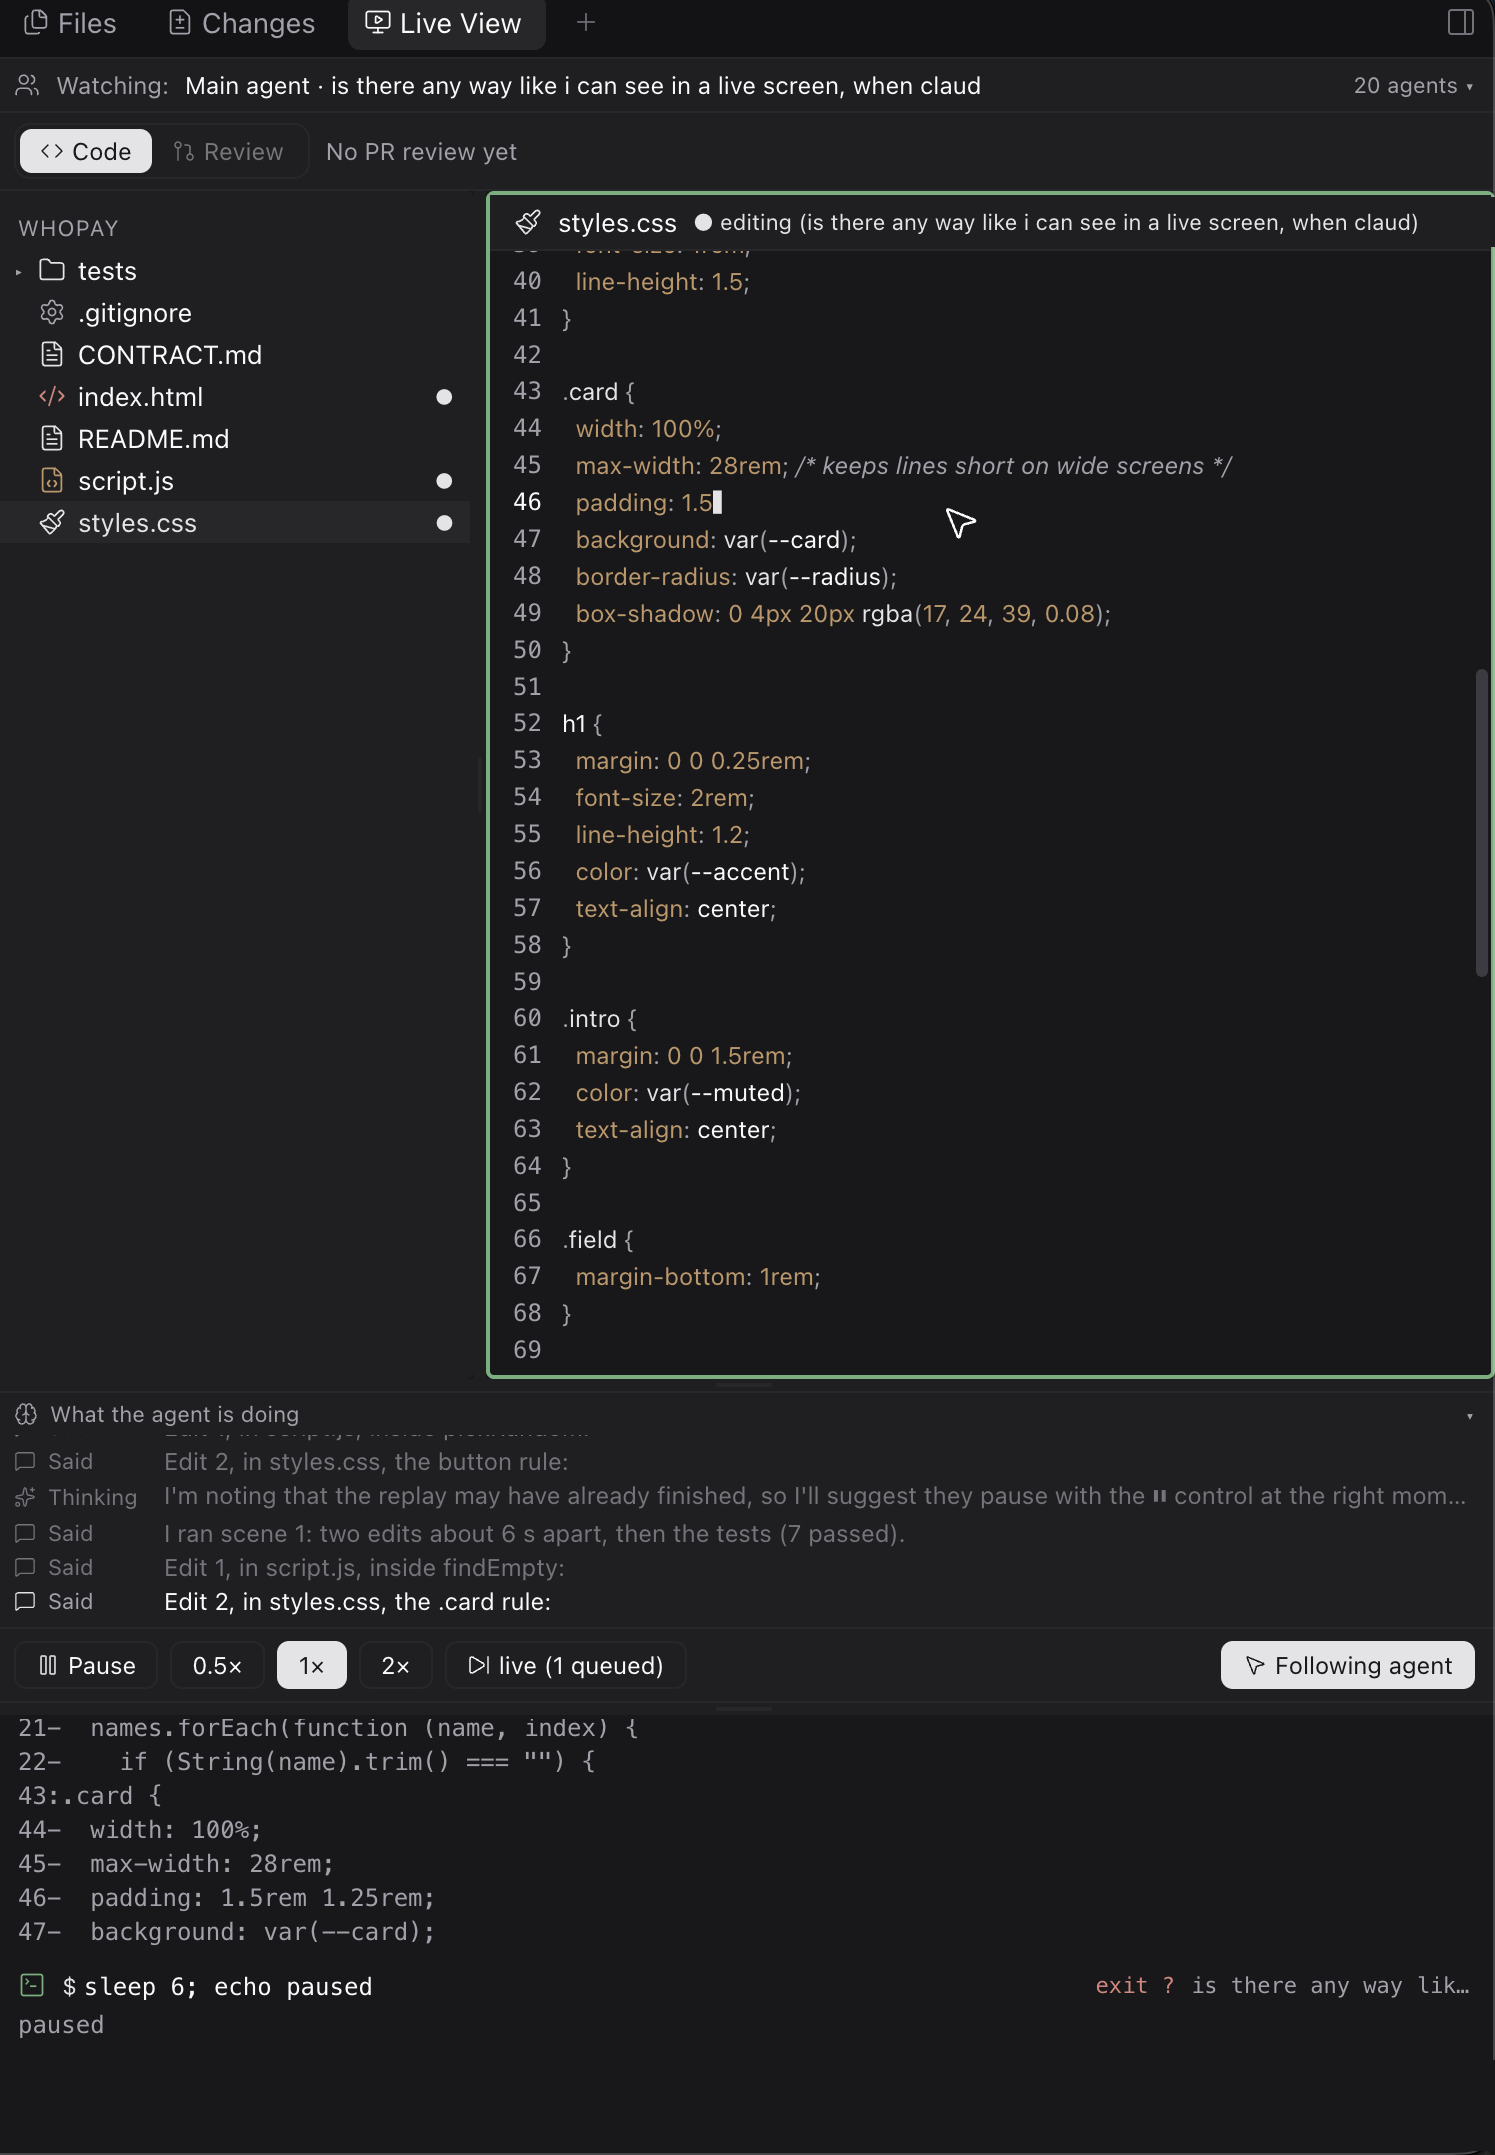 Files Changes Live View +
Watching: Main agent · is there any way like i can see in a live screen, when claud 20 agents
Code Review No PR review yet
WHOPAY
tests
.gitignore
CONTRACT.md
index.html
README.md
script.js
styles.css
styles.css editing (is there any way like i can see in a live screen, when claud)
40 line-height: 1.5;
41 }
42
43 .card {
44 width: 100%;
45 max-width: 28rem; /* keeps lines short on wide screens */
46 padding: 1.5
47 background: var(--card);
48 border-radius: var(--radius);
49 box-shadow: 0 4px 20px rgba(17, 24, 39, 0.08);
50 }
51
52 h1 {
53 margin: 0 0 0.25rem;
54 font-size: 2rem;
55 line-height: 1.2;
56 color: var(--accent);
57 text-align: center;
58 }
59
60 .intro {
61 margin: 0 0 1.5rem;
62 color: var(--muted);
63 text-align: center;
64 }
65
66 .field {
67 margin-bottom: 1rem;
68 }
69
What the agent is doing
Said Edit 2, in styles.css, the button rule:
Thinking I'm noting that the replay may have already finished, so I'll suggest they pause with the ⏸ control at the right mom...
Said I ran scene 1: two edits about 6 s apart, then the tests (7 passed).
Said Edit 1, in script.js, inside findEmpty:
Said Edit 2, in styles.css, the .card rule:
Pause 0.5× 1× 2× live (1 queued) Following agent
21-  names.forEach(function (name, index) {
22-    if (String(name).trim() === "") {
43:.card {
44-  width: 100%;
45-  max-width: 28rem;
46-  padding: 1.5rem 1.25rem;
47-  background: var(--card);
$ sleep 6; echo paused exit ? is there any way lik…
paused